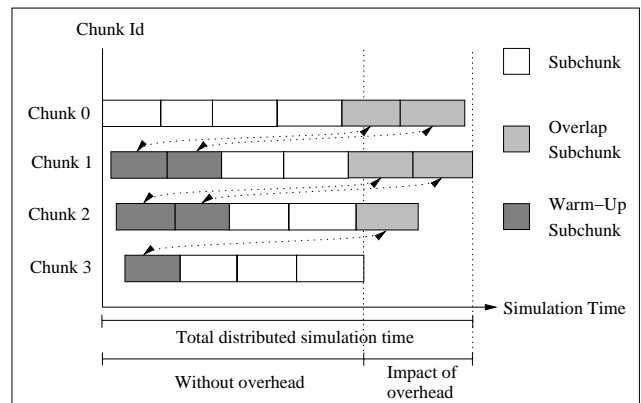 Chunk Id
Subchunk
Chunk 0
Overlap
Subchunk
Chunk 1
Chunk 2
Warm–Up
Subchunk
Chunk 3
Simulation Time
Total distributed simulation time
Without overhead
Impact of
overhead